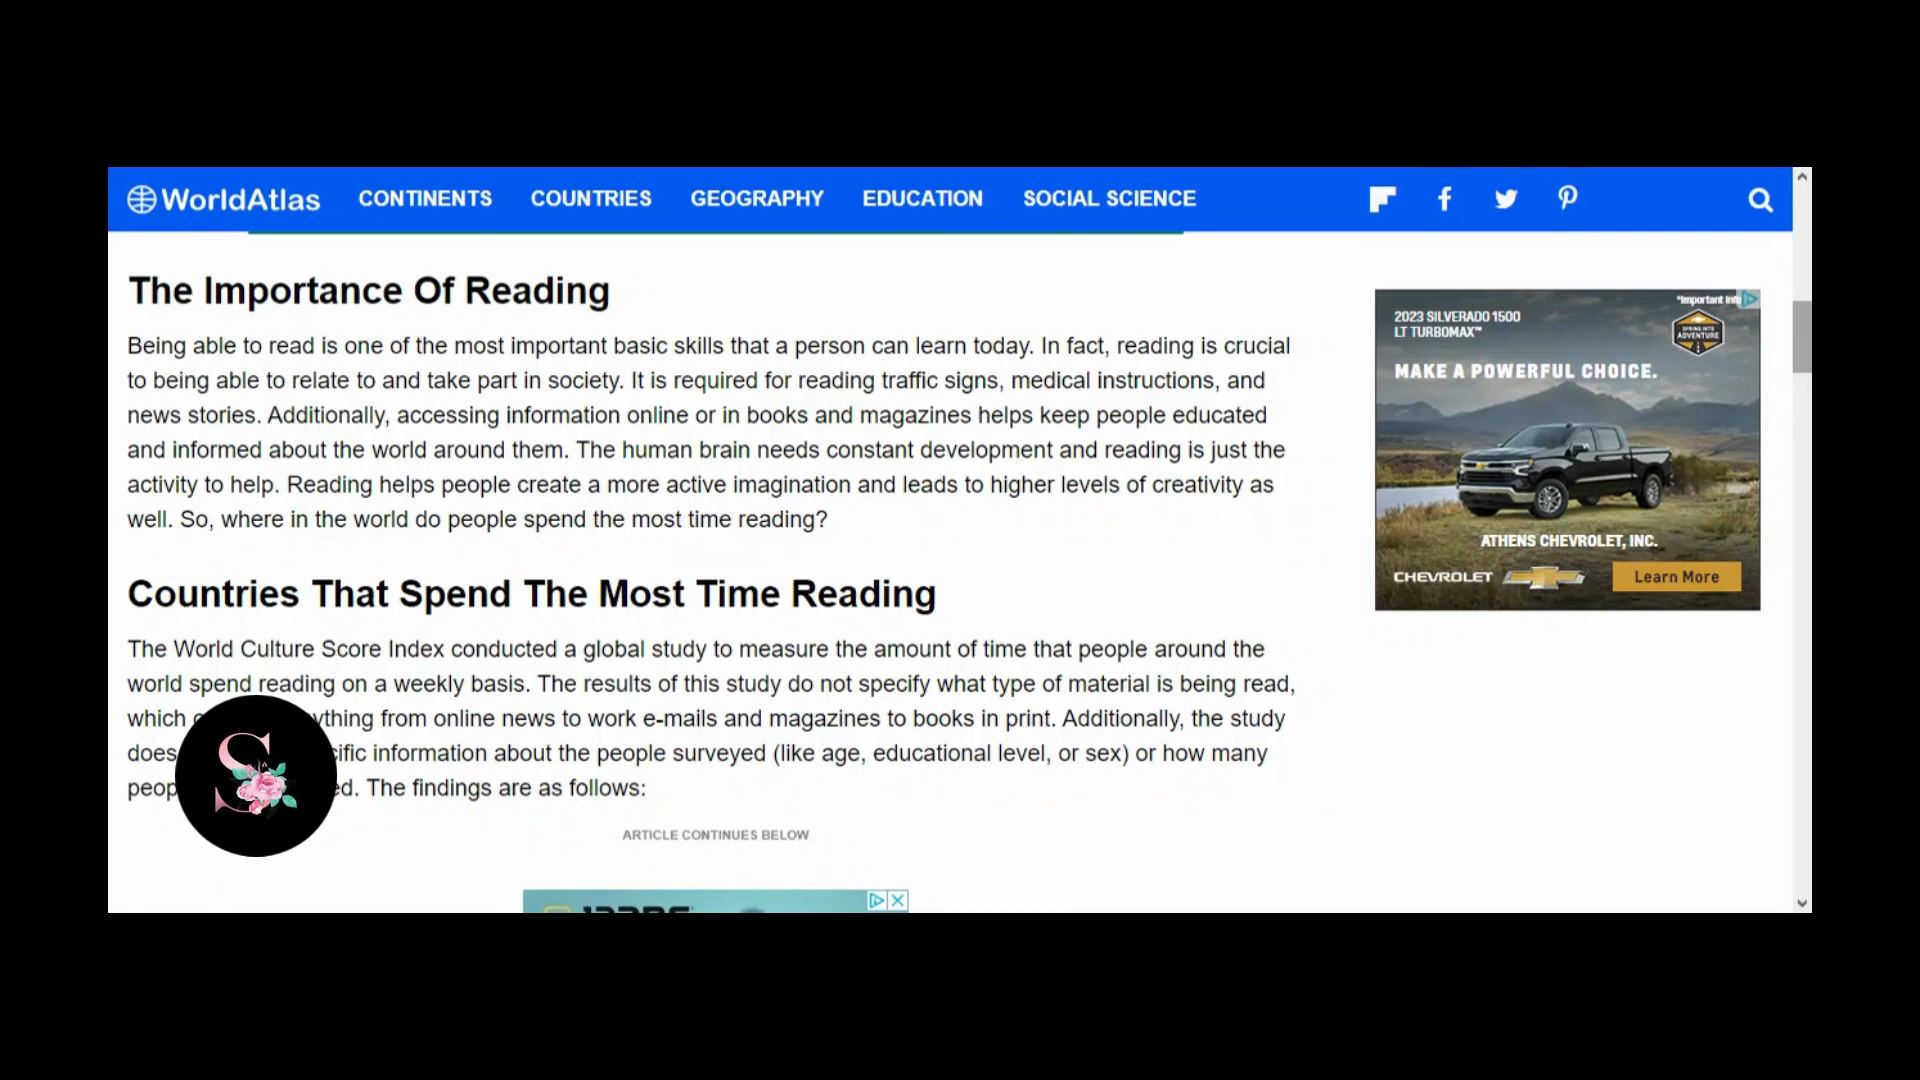 WorldAtlas CONTINENTS COUNTRIES GEOGRAPHY EDUCATION SOCIAL SCIENCE
The Importance Of Reading
Being able to read is one of the most important basic skills that a person can learn today. In fact, reading is crucial
to being able to relate to and take part in society. It is required for reading traffic signs, medical instructions, and
news stories. Additionally, accessing information online or in books and magazines helps keep people educated
and informed about the world around them. The human brain needs constant development and reading is just the
activity to help. Reading helps people create a more active imagination and leads to higher levels of creativity as
well. So, where in the world do people spend the most time reading?
Countries That Spend The Most Time Reading
The World Culture Score Index conducted a global study to measure the amount of time that people around the
world spend reading on a weekly basis. The results of this study do not specify what type of material is being read,
which from online news to work e-mails and magazines to books in print. Additionally, the study
does information about the people surveyed (like age, educational level, or sex) or how many
The findings are as follows:
ARTICLE CONTINUES BELOW
*Important Info
2023 SILVERADO 1500
LT TURBOMAX™
SPRING INTO
ADVENTURE
MAKE A POWERFUL CHOICE.
ATHENS CHEVROLET, INC.
CHEVROLET
Learn More
S